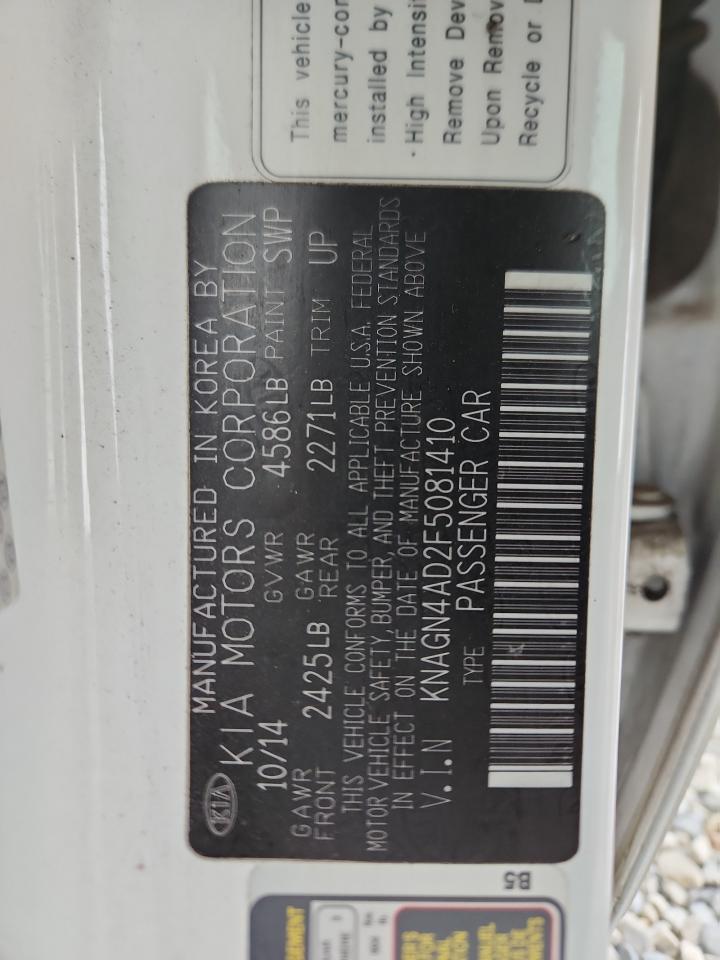 This vehicle
mercury-con
installed by
· High Intensit
Remove Dev
Upon Remov
Recycle or D
MANUFACTURED IN KOREA BY
KIA KIA MOTORS CORPORATION
10/14 GVWR 4586LB PAINT SWP
GAWR FRONT 2425LB GAWR REAR 2271LB TRIM UP
THIS VEHICLE CONFORMS TO ALL APPLICABLE U.S.A. FEDERAL
MOTOR VEHICLE SAFETY, BUMPER, AND THEFT PREVENTION STANDARDS
IN EFFECT ON THE DATE OF MANUFACTURE SHOWN ABOVE
V.I.N KNAGN4AD2F5081410
TYPE PASSENGER CAR
B5